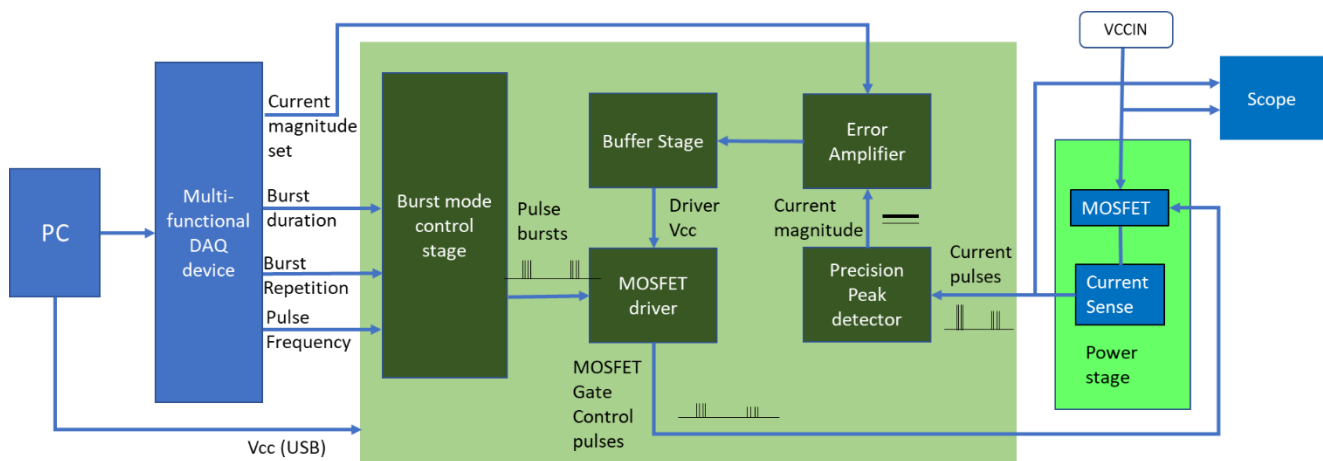 VCCIN
Scope
Current
magnitude
set
Buffer Stage
Error
Amplifier
PC
Multi-
functional
DAQ
device
Burst
duration
Burst
Repetition
Pulse
Frequency
Burst mode
control
stage
Pulse
bursts
Driver
Vcc
Current
magnitude
MOSFET
driver
Precision
Peak
detector
Current
pulses
MOSFET
Current
Sense
Power
stage
MOSFET
Gate
Control
pulses
Vcc (USB)